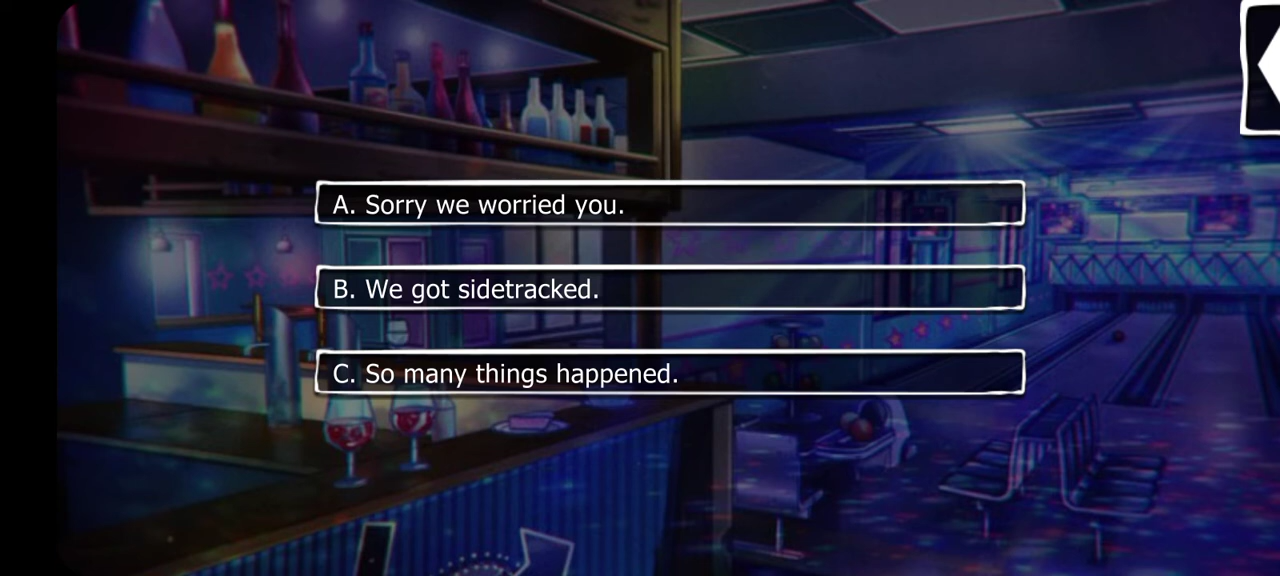 A. Sorry we worried you.
B. We got sidetracked.
C. So many things happened.